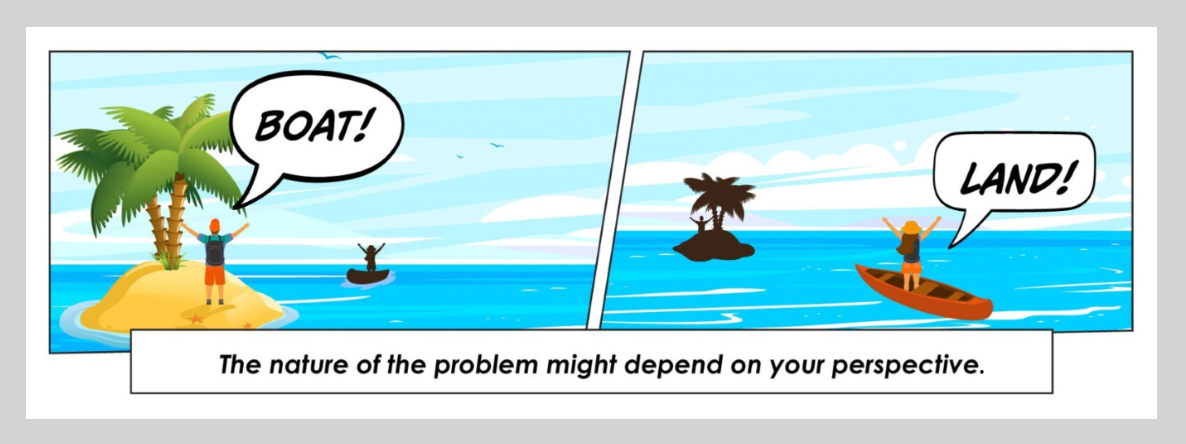 BOAT!
LAND!
The nature of the problem might depend on your perspective.